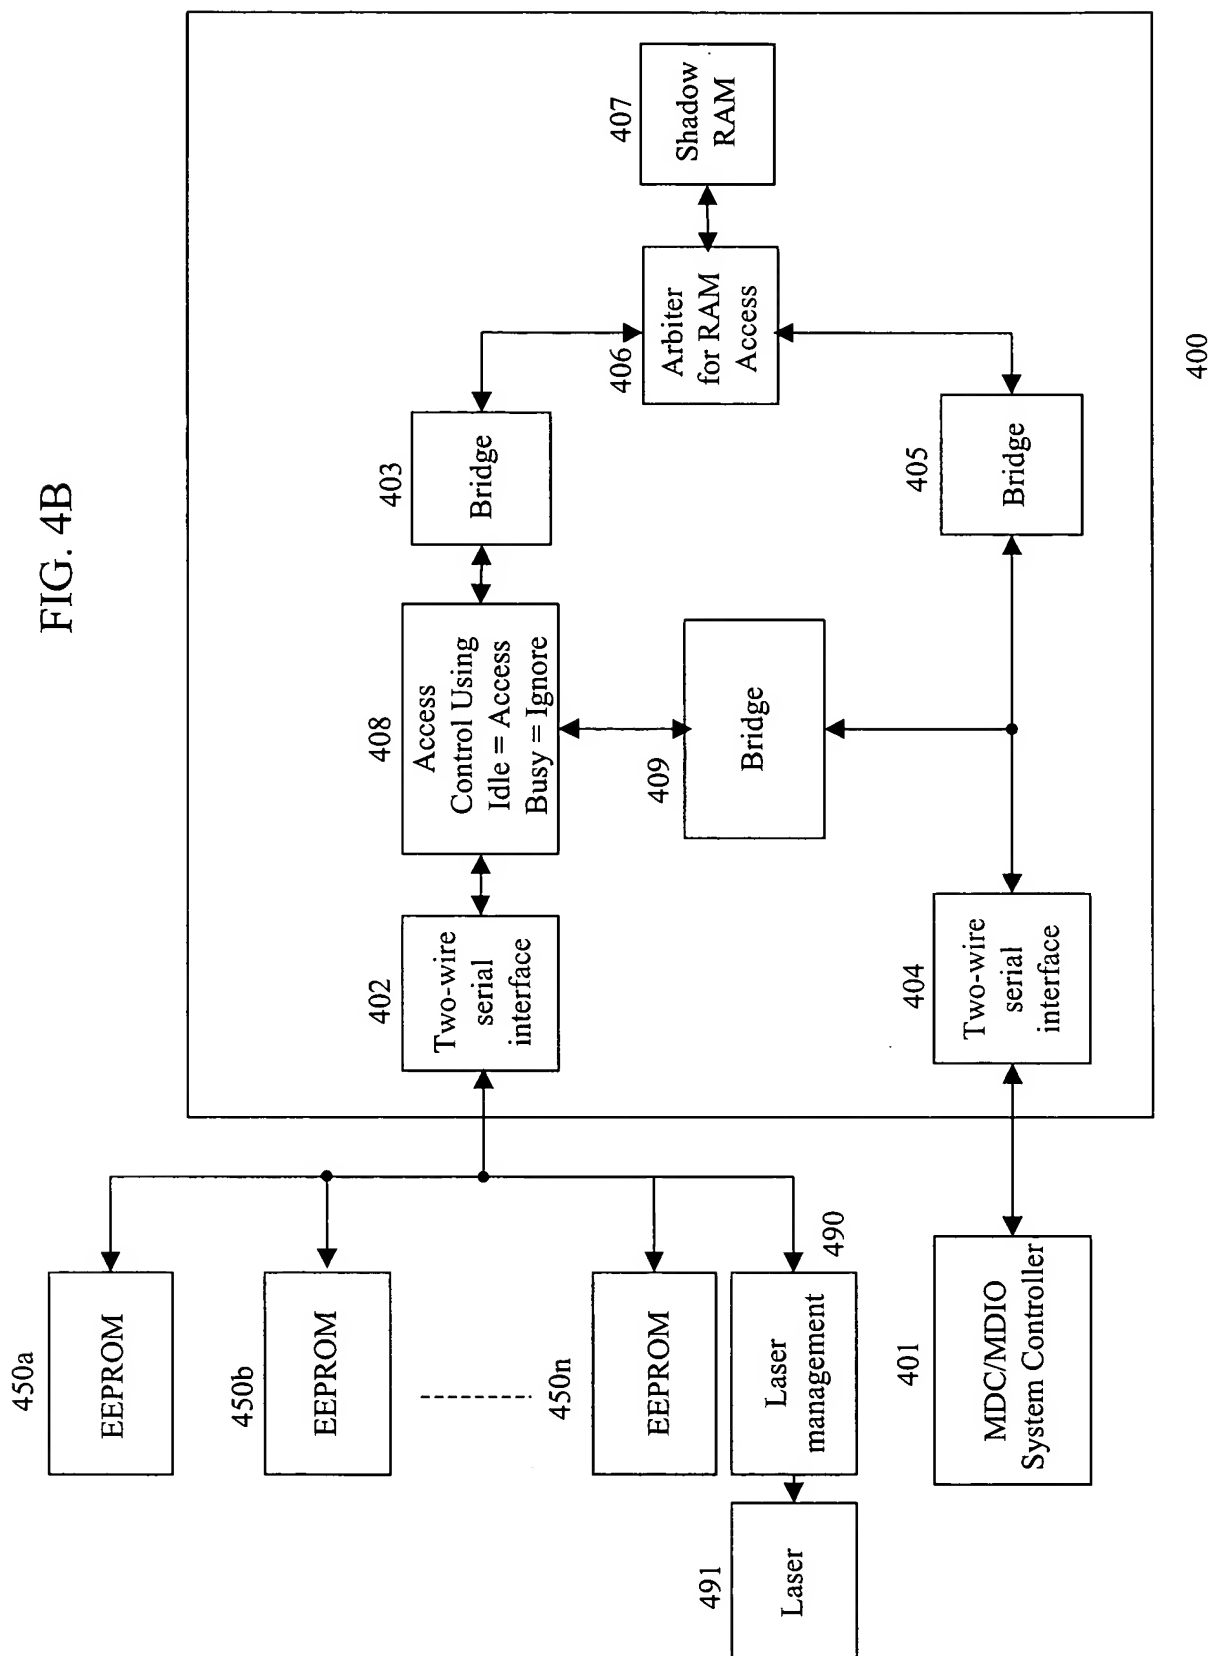 FIG. 4B
450a
EEPROM
450b
EEPROM
450n
EEPROM
490
Laser
management
491
Laser
401
MDC/MDIO
System Controller
402
Two-wire
serial
interface
408
Access
Control Using
Idle = Access
Busy = Ignore
403
Bridge
409
Bridge
404
Two-wire
serial
interface
405
Bridge
406
Arbiter
for RAM
Access
407
Shadow
RAM
400